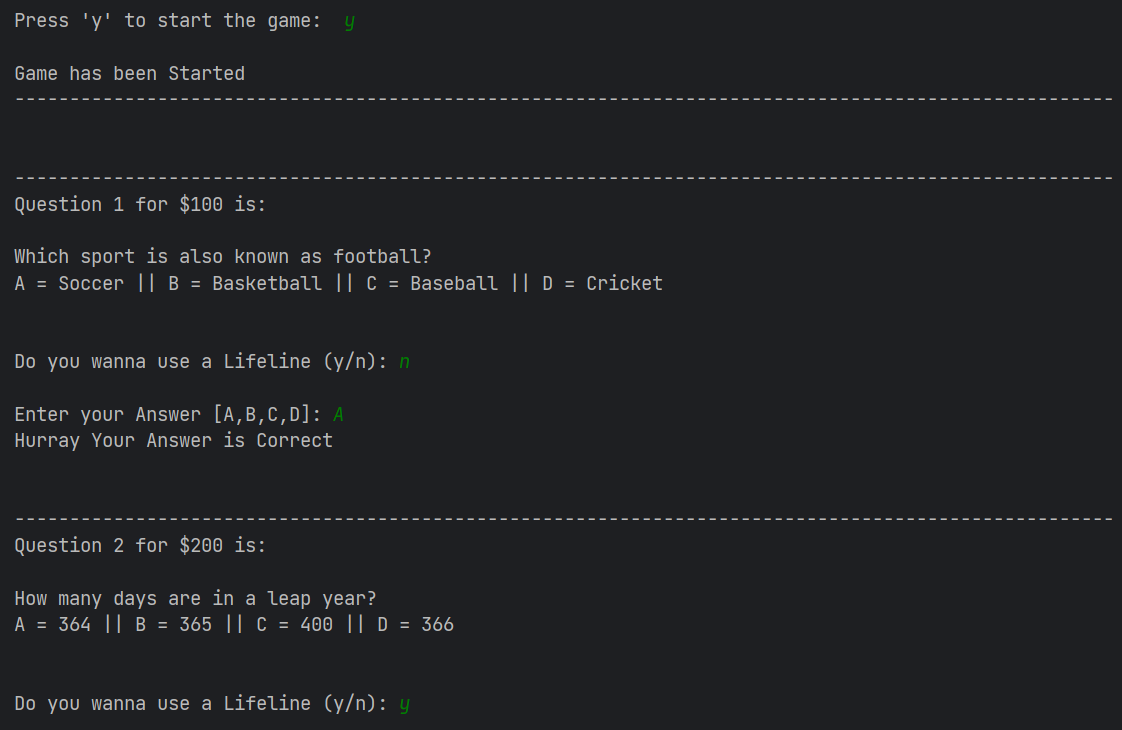 Press 'y' to start the game:  y
Game has been Started
----------------------------------------------------------------------------------------------------
----------------------------------------------------------------------------------------------------
Question 1 for $100 is:
Which sport is also known as football?
A = Soccer || B = Basketball || C = Baseball || D = Cricket
Do you wanna use a Lifeline (y/n): n
Enter your Answer [A,B,C,D]: A
Hurray Your Answer is Correct
----------------------------------------------------------------------------------------------------
Question 2 for $200 is:
How many days are in a leap year?
A = 364 || B = 365 || C = 400 || D = 366
Do you wanna use a Lifeline (y/n): y